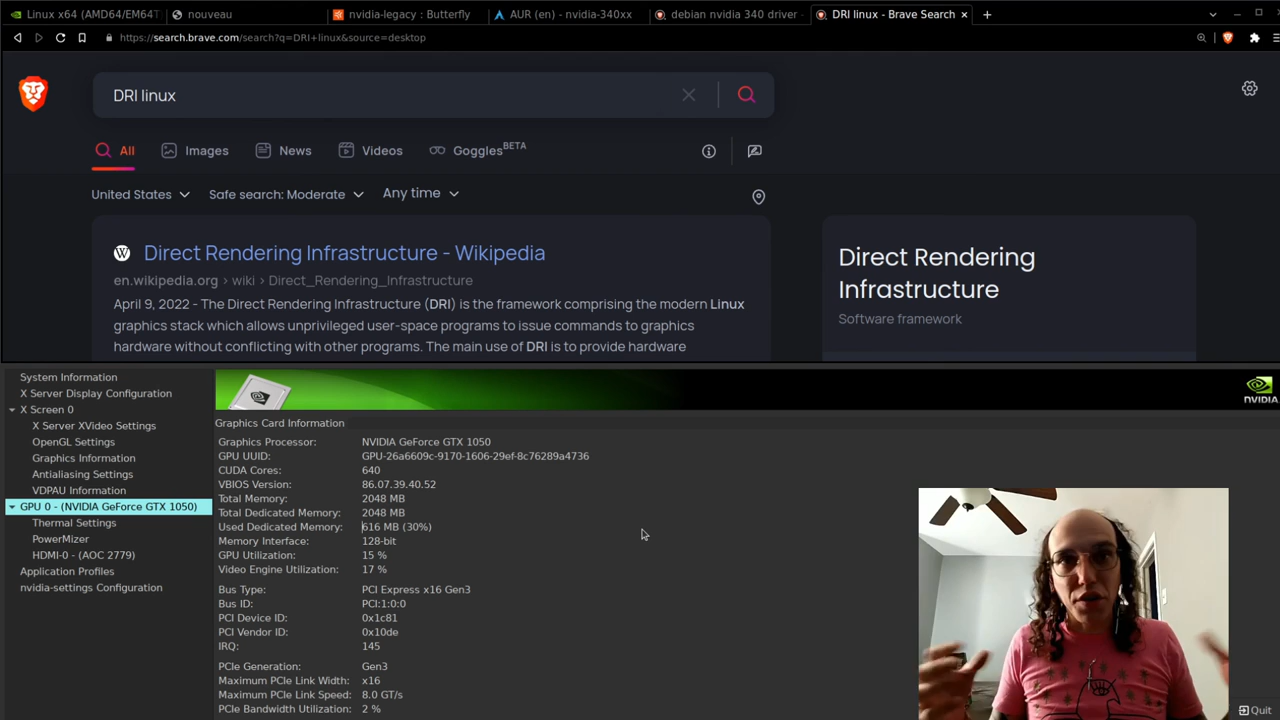 Linux x64 (AMD64/EM64T
nouveau
nvidia-legacy : Butterfly
AUR (en) - nvidia-340xx
debian nvidia 340 driver
DRI linux - Brave Search
https://search.brave.com/search?q=DRI+linux&source=desktop
DRI linux
All
Images
News
Videos
Goggles BETA
United States
Safe search: Moderate
Any time
W
Direct Rendering Infrastructure - Wikipedia
en.wikipedia.org › wiki › Direct_Rendering_Infrastructure
April 9, 2022 - The Direct Rendering Infrastructure (DRI) is the framework comprising the modern Linux
graphics stack which allows unprivileged user-space programs to issue commands to graphics
hardware without conflicting with other programs. The main use of DRI is to provide hardware
Direct Rendering
Infrastructure
Software framework
System Information
X Server Display Configuration
X Screen 0
X Server XVideo Settings
OpenGL Settings
Graphics Information
Antialiasing Settings
VDPAU Information
GPU 0 - (NVIDIA GeForce GTX 1050)
Thermal Settings
PowerMizer
HDMI-0 - (AOC 2779)
Application Profiles
nvidia-settings Configuration
NVIDIA
Graphics Card Information
Graphics Processor: NVIDIA GeForce GTX 1050
GPU UUID: GPU-26a6609c-9170-1606-29ef-8c76289a4736
CUDA Cores: 640
VBIOS Version: 86.07.39.40.52
Total Memory: 2048 MB
Total Dedicated Memory: 2048 MB
Used Dedicated Memory: 616 MB (30%)
Memory Interface: 128-bit
GPU Utilization: 15 %
Video Engine Utilization: 17 %
Bus Type: PCI Express x16 Gen3
Bus ID: PCI:1:0:0
PCI Device ID: 0x1c81
PCI Vendor ID: 0x10de
IRQ: 145
PCIe Generation: Gen3
Maximum PCIe Link Width: x16
Maximum PCIe Link Speed: 8.0 GT/s
PCIe Bandwidth Utilization: 2 %
Quit